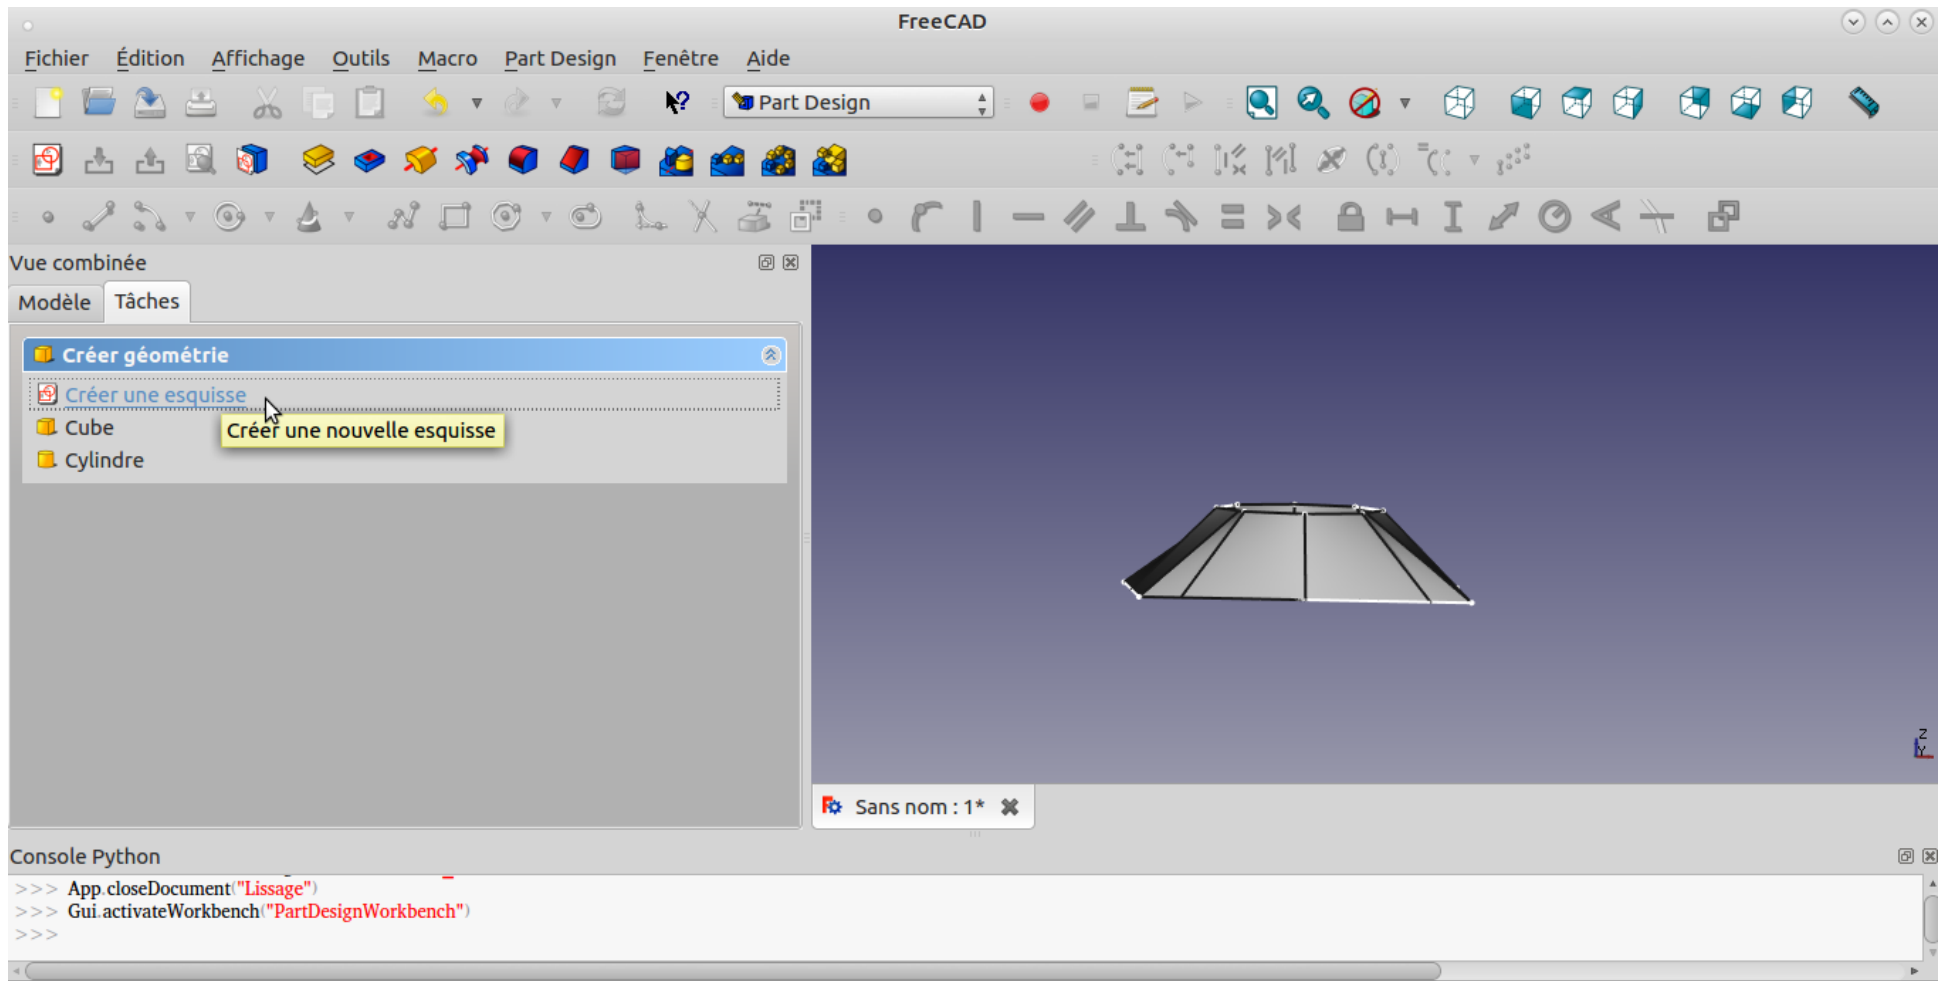 FreeCAD
Fichier Édition Affichage Outils Macro Part Design Fenêtre Aide
Part Design
Vue combinée
Modèle Tâches
Créer géométrie
Créer une esquisse
Cube
Créer une nouvelle esquisse
Cylindre
Z
Y
Sans nom : 1*
Console Python
>>> App.closeDocument("Lissage")
>>> Gui.activateWorkbench("PartDesignWorkbench")
>>>